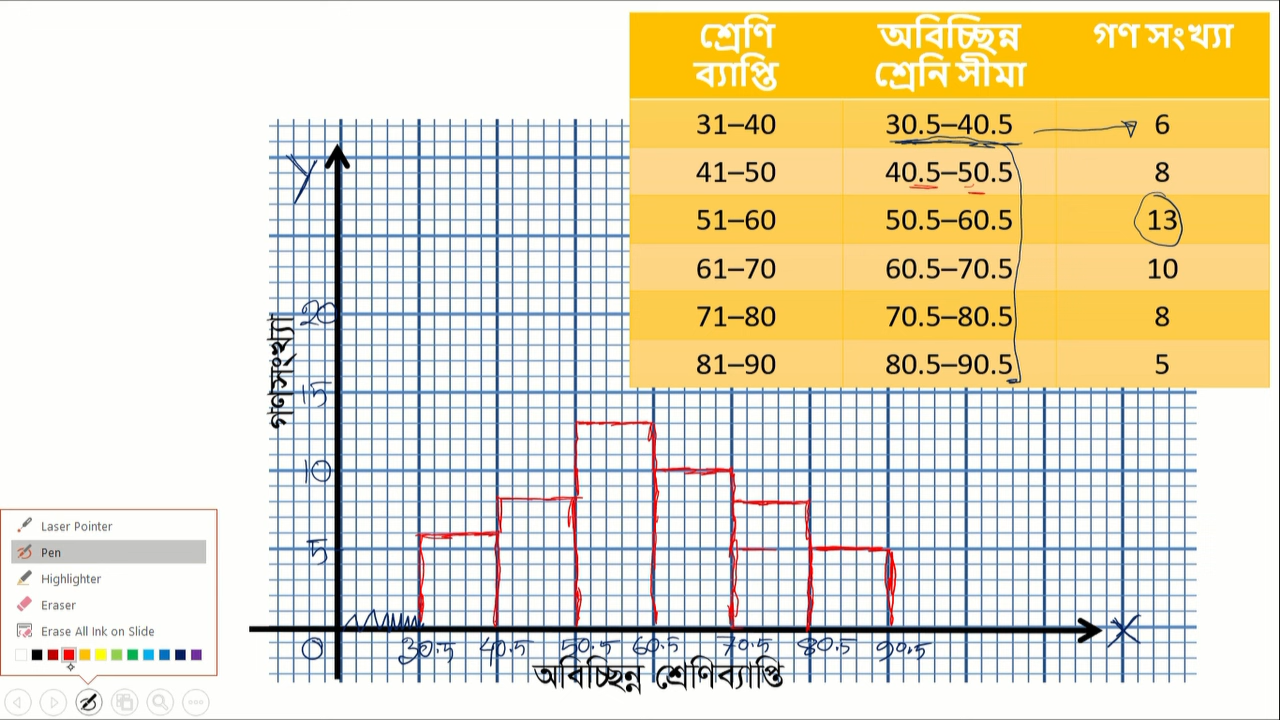 শ্রেণি ব্যাপ্তি অবিচ্ছিন্ন শ্রেনি সীমা গণ সংখ্যা
31–40 30.5–40.5 6
41–50 40.5–50.5 8
51–60 50.5–60.5 13
61–70 60.5–70.5 10
71–80 70.5–80.5 8
81–90 80.5–90.5 5
Y
20
গণসংখ্যা
15
10
5
0
30.5 40.5 50.5 60.5 70.5 80.5 90.5
X
অবিচ্ছিন্ন শ্রেণিব্যাপ্তি
Laser Pointer
Pen
Highlighter
Eraser
Erase All Ink on Slide